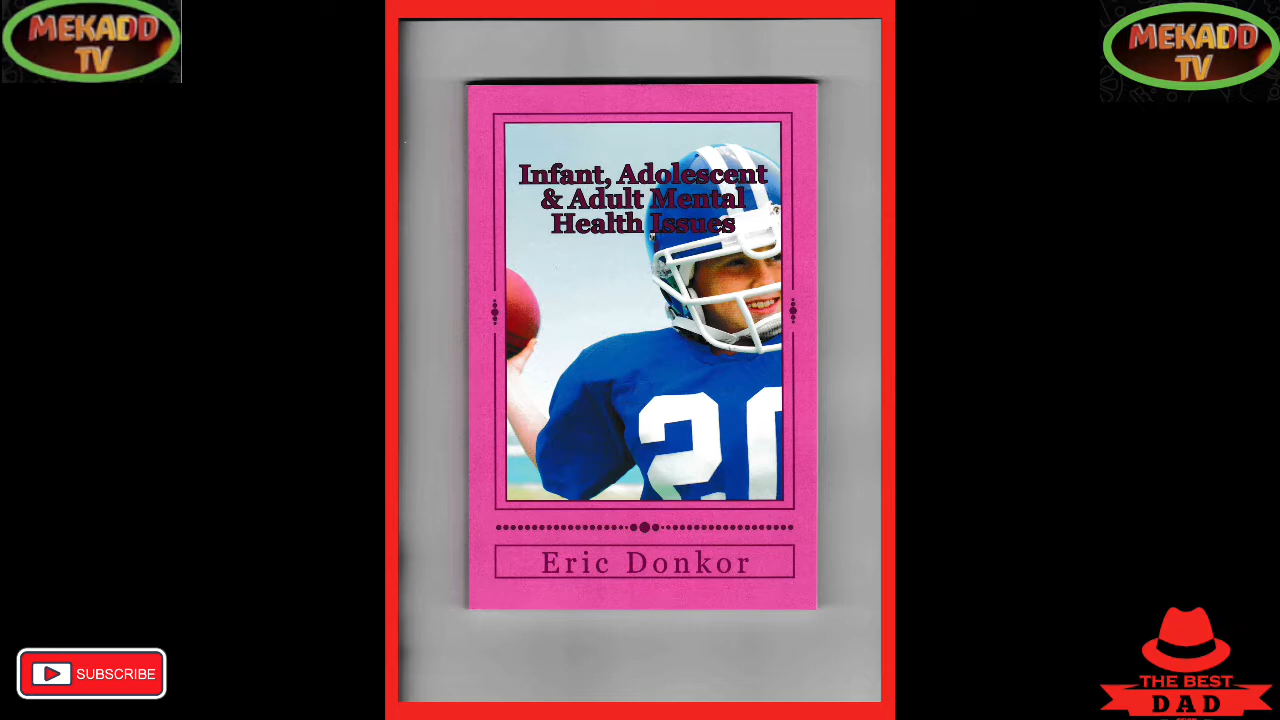 MEKADD
TV
MEKADD
TV
Infant, Adolescent
& Adult Mental
Health Issues
20
Eric Donkor
SUBSCRIBE
THE BEST
DAD